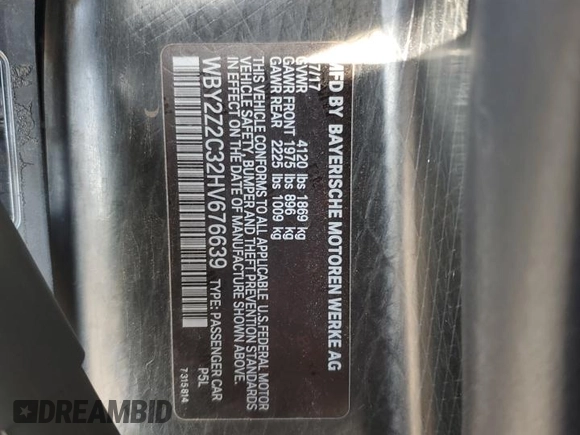 MFD BY BAYERISCHE MOTOREN WERKE AG
7/17
GVWR 4120 lbs 1869 kg
GAWR FRONT 1975 lbs 896 kg
GAWR REAR 2225 lbs 1009 kg
THIS VEHICLE CONFORMS TO ALL APPLICABLE U.S. FEDERAL MOTOR
VEHICLE SAFETY, BUMPER AND THEFT PREVENTION STANDARDS
IN EFFECT ON THE DATE OF MANUFACTURE SHOWN ABOVE.
WBY2Z2C32HV676639 TYPE: PASSENGER CAR
P5L
7315814
DREAMBID